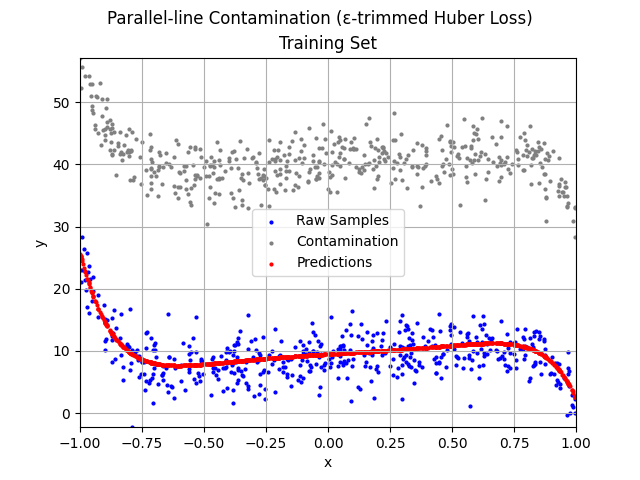 Parallel-line Contamination (ε-trimmed Huber Loss)
Training Set
y
50
40
30
20
10
0
Raw Samples
Contamination
Predictions
−1.00 −0.75 −0.50 −0.25 0.00 0.25 0.50 0.75 1.00
x